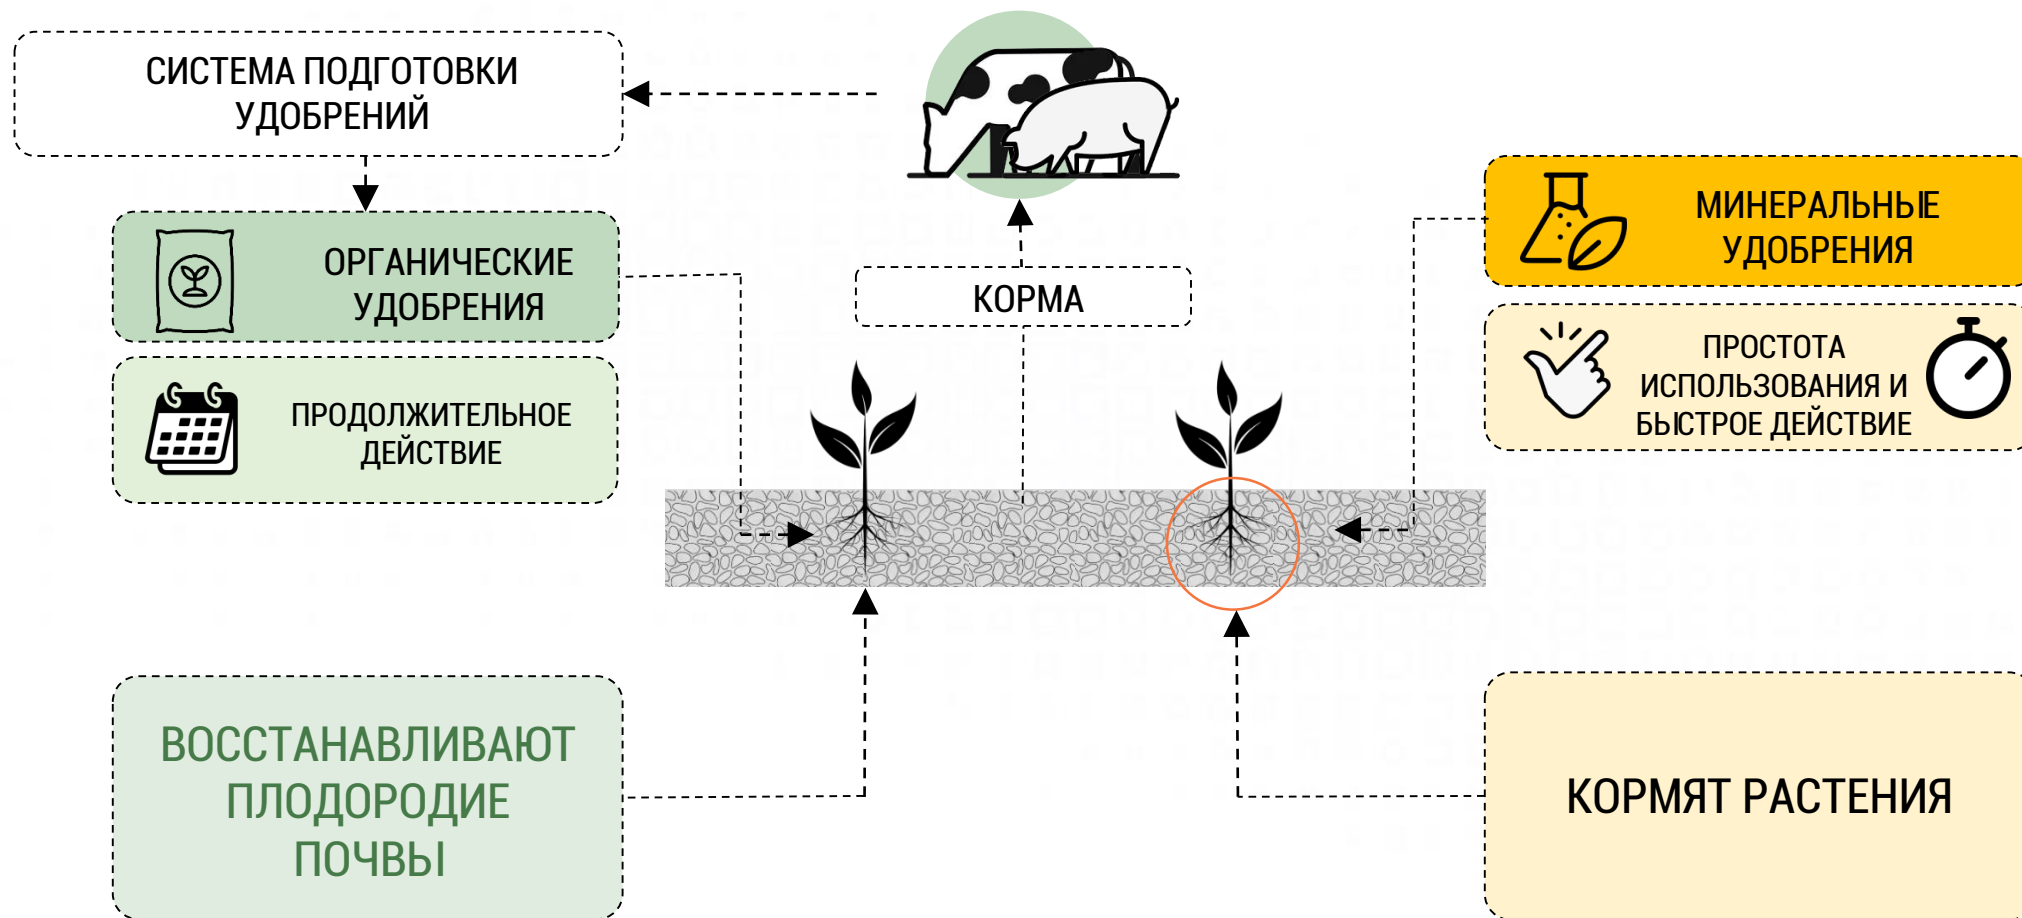 СИСТЕМА ПОДГОТОВКИ
УДОБРЕНИЙ
ОРГАНИЧЕСКИЕ
УДОБРЕНИЯ
ПРОДОЛЖИТЕЛЬНОЕ
ДЕЙСТВИЕ
КОРМА
МИНЕРАЛЬНЫЕ
УДОБРЕНИЯ
ПРОСТОТА
ИСПОЛЬЗОВАНИЯ И
БЫСТРОЕ ДЕЙСТВИЕ
ВОССТАНАВЛИВАЮТ
ПЛОДОРОДИЕ
ПОЧВЫ
КОРМЯТ РАСТЕНИЯ